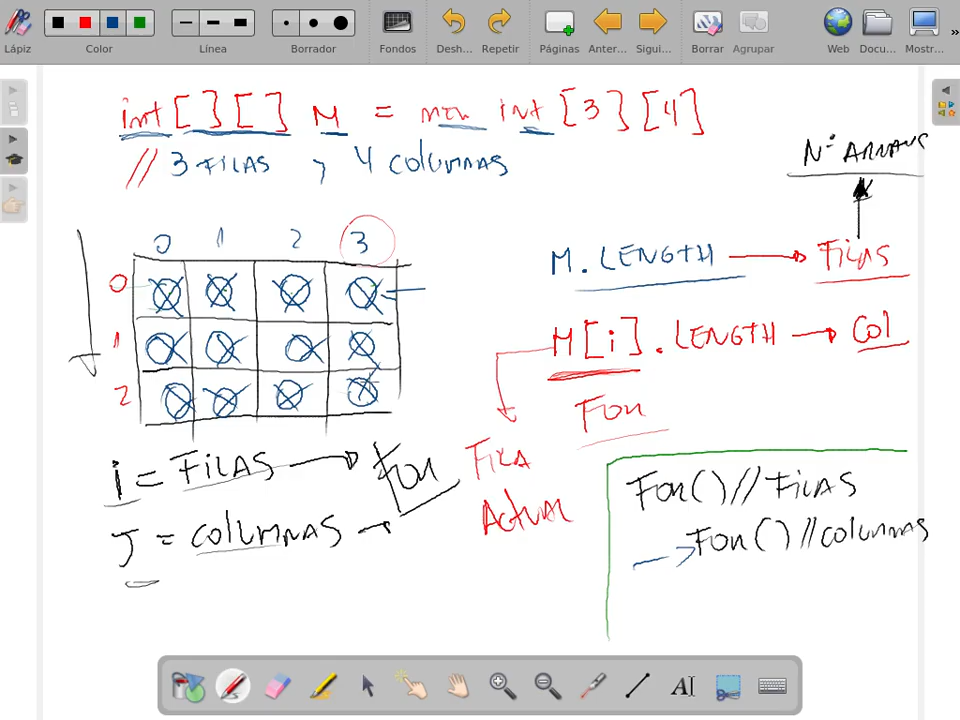 Lápiz
Color
Línea
Borrador
Fondos
Desh...
Repetir
Páginas
Anter...
Sigui...
Borrar
Agrupar
Web
Docu...
Mostr...
»
int[][] M = new int[3][4]
// 3 FILAS y 4 COLUMNAS
0 1 2 3
0
1
2
i = FILAS → FOR
J = COLUMNAS →
M.LENGTH → FILAS
M[i].LENGTH → COL
FOR
FILA
ACTUAL
FOR() // FILAS
→ FOR() // COLUMNAS